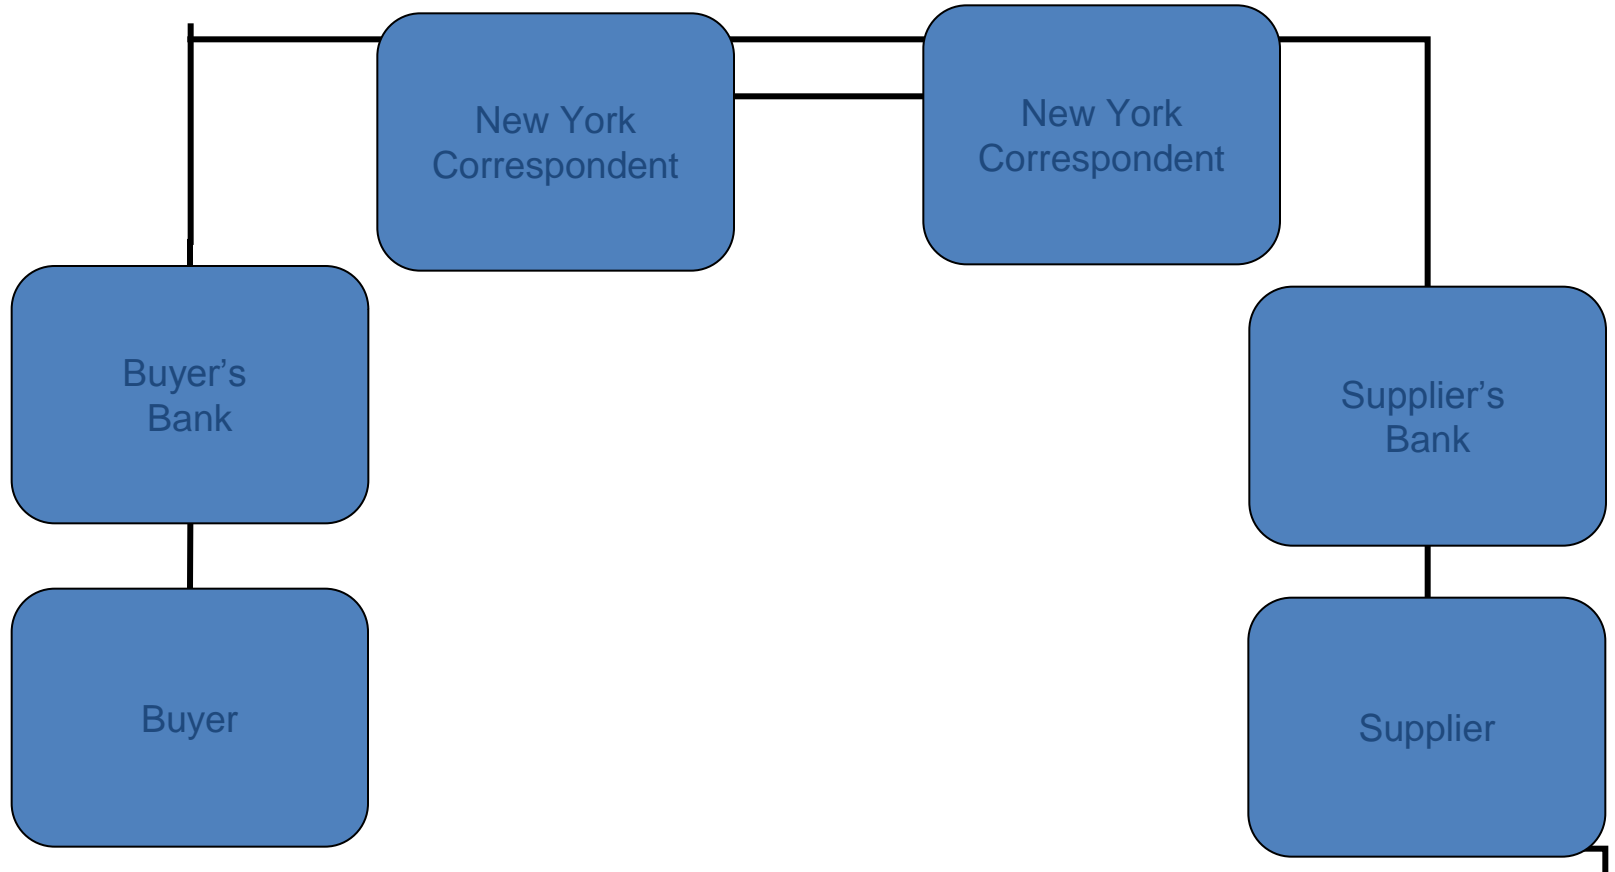 New York
Correspondent
New York
Correspondent
Buyer’s
Bank
Supplier’s
Bank
Buyer
Supplier